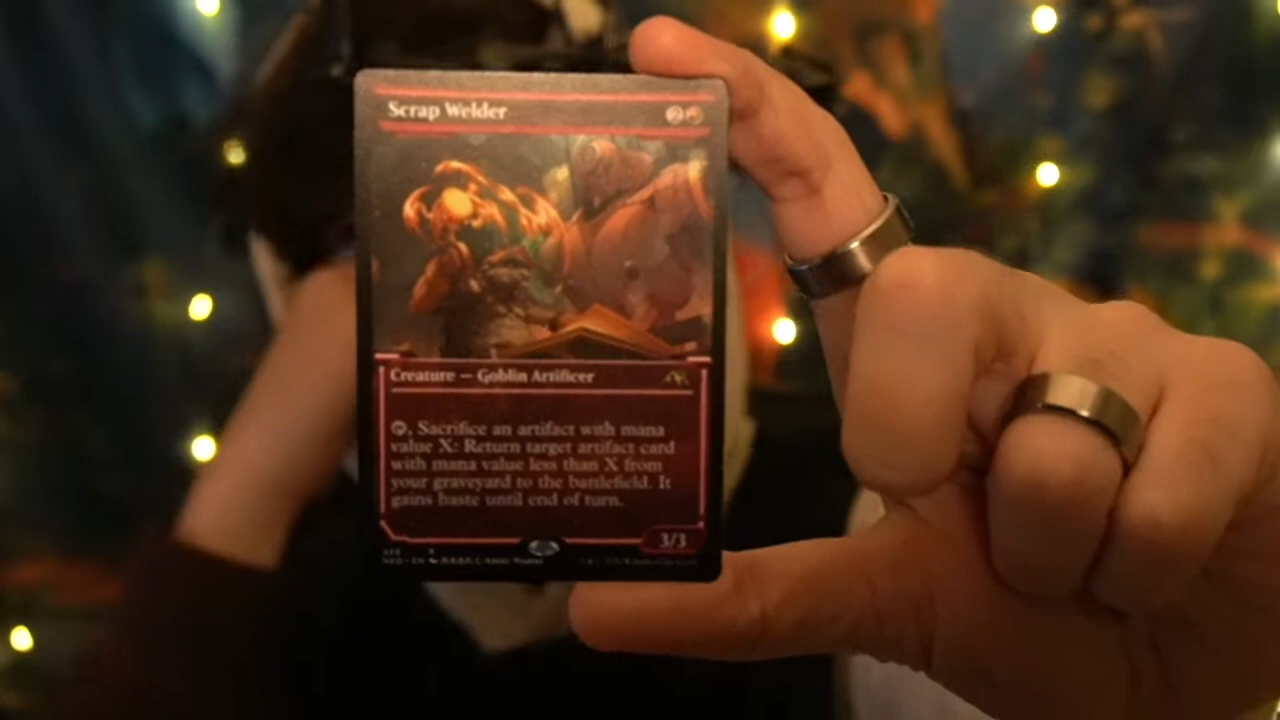 Scrap Welder 2
Creature — Goblin Artificer
, Sacrifice an artifact with mana
value X: Return target artifact card
with mana value less than X from
your graveyard to the battlefield. It
gains haste until end of turn.
3/3